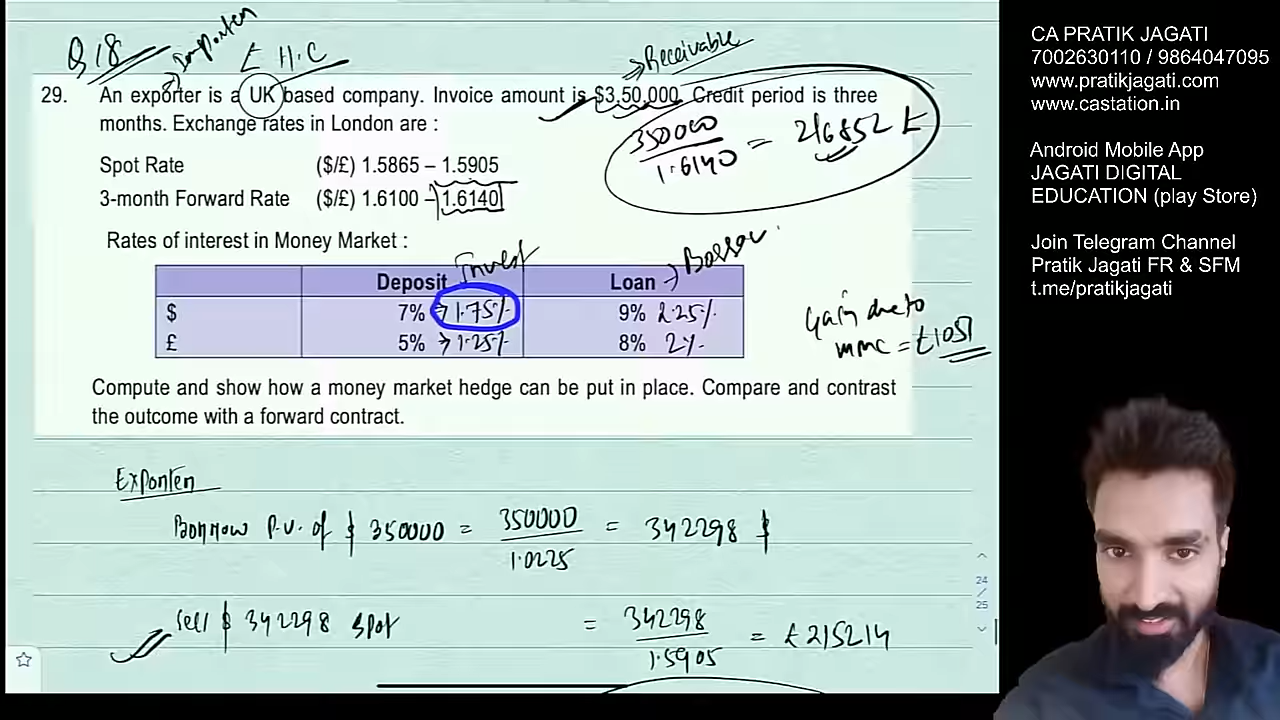 Q 18
Importer
£ H.C
→ Receivable
29. An exporter is a UK based company. Invoice amount is $3,50,000. Credit period is three
months. Exchange rates in London are :
350000 / 1.6140 = 216852 £
Spot Rate ($/£) 1.5865 – 1.5905
3-month Forward Rate ($/£) 1.6100 – 1.6140
Rates of interest in Money Market :
Invest
→ Borrow
Deposit Loan
$ 7% → 1.75% 9% 2.25%
£ 5% → 1.25% 8% 2%
Gain due to
mmc = £1051
Compute and show how a money market hedge can be put in place. Compare and contrast
the outcome with a forward contract.
Exporter
Borrow P.V. of $ 350000 = 350000 / 1.0225 = 342298 $
Sell $ 342298 spot = 342298 / 1.5905 = £215214
24
/
25
CA PRATIK JAGATI
7002630110 / 9864047095
www.pratikjagati.com
www.castation.in
Android Mobile App
JAGATI DIGITAL
EDUCATION (play Store)
Join Telegram Channel
Pratik Jagati FR & SFM
t.me/pratikjagati